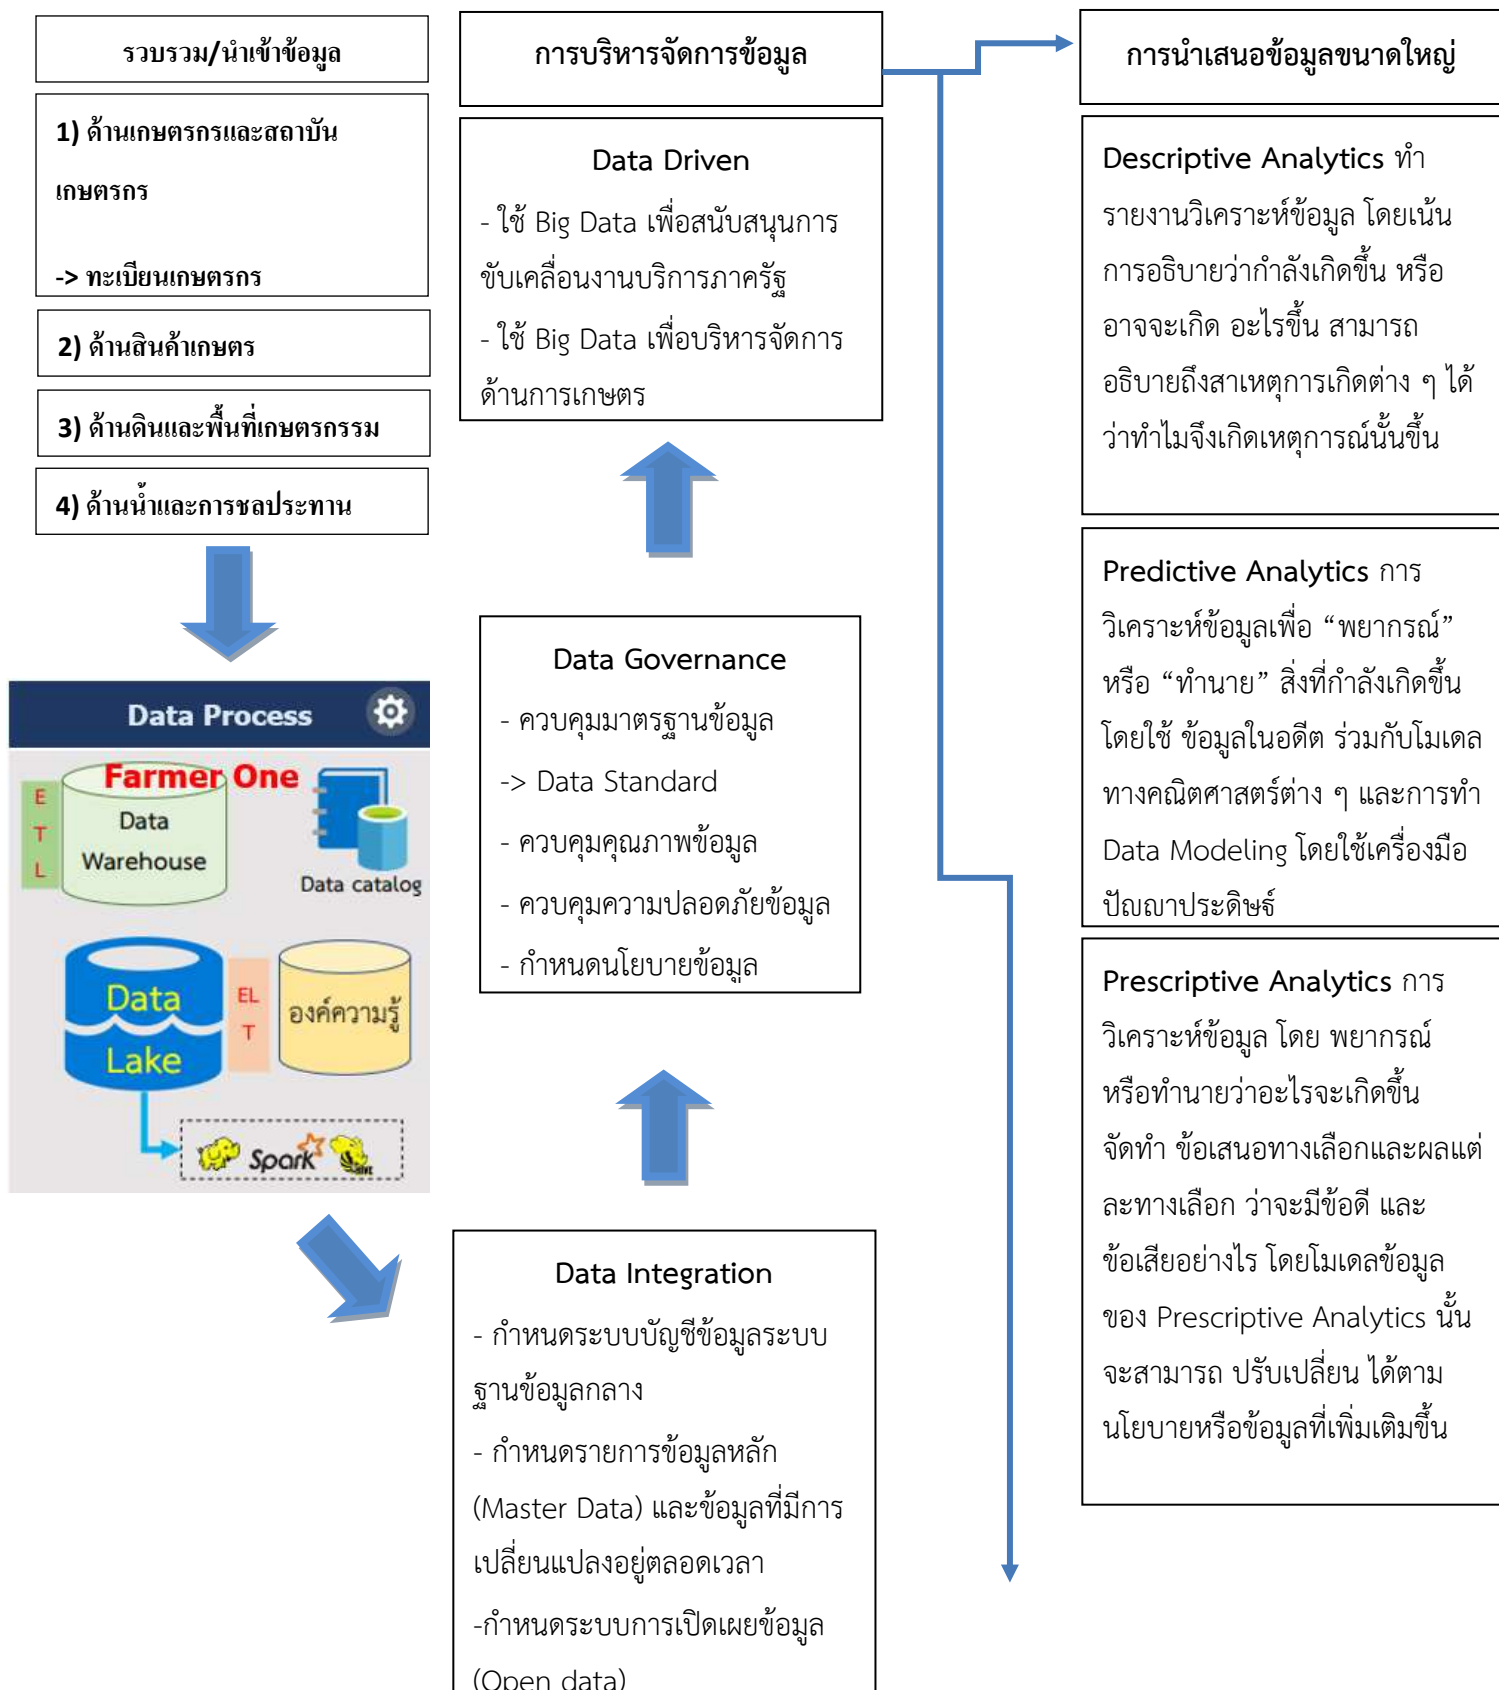 รวบรวม/นำเข้าข้อมูล
1) ด้านเกษตรกรและสถาบัน
เกษตรกร
-> ทะเบียนเกษตรกร
2) ด้านสินค้าเกษตร
3) ด้านดินและพื้นที่เกษตรกรรม
4) ด้านน้ำและการชลประทาน
Data Process
Farmer One
E
T
L
Data
Warehouse
Data catalog
Data
Lake
EL
T
องค์ความรู้
Spark
HIVE
การบริหารจัดการข้อมูล
Data Driven
- ใช้ Big Data เพื่อสนับสนุนการ
ขับเคลื่อนงานบริการภาครัฐ
- ใช้ Big Data เพื่อบริหารจัดการ
ด้านการเกษตร
Data Governance
- ควบคุมมาตรฐานข้อมูล
-> Data Standard
- ควบคุมคุณภาพข้อมูล
- ควบคุมความปลอดภัยข้อมูล
- กำหนดนโยบายข้อมูล
Data Integration
- กำหนดระบบบัญชีข้อมูลระบบ
ฐานข้อมูลกลาง
- กำหนดรายการข้อมูลหลัก
(Master Data) และข้อมูลที่มีการ
เปลี่ยนแปลงอยู่ตลอดเวลา
-กำหนดระบบการเปิดเผยข้อมูล
(Open data)
การนำเสนอข้อมูลขนาดใหญ่
Descriptive Analytics ทำ
รายงานวิเคราะห์ข้อมูล โดยเน้น
การอธิบายว่ากำลังเกิดขึ้น หรือ
อาจจะเกิด อะไรขึ้น สามารถ
อธิบายถึงสาเหตุการเกิดต่าง ๆ ได้
ว่าทำไมจึงเกิดเหตุการณ์นั้นขึ้น
Predictive Analytics การ
วิเคราะห์ข้อมูลเพื่อ “พยากรณ์”
หรือ “ทำนาย” สิ่งที่กำลังเกิดขึ้น
โดยใช้ ข้อมูลในอดีต ร่วมกับโมเดล
ทางคณิตศาสตร์ต่าง ๆ และการทำ
Data Modeling โดยใช้เครื่องมือ
ปัญญาประดิษฐ์
Prescriptive Analytics การ
วิเคราะห์ข้อมูล โดย พยากรณ์
หรือทำนายว่าอะไรจะเกิดขึ้น
จัดทำ ข้อเสนอทางเลือกและผลแต่
ละทางเลือก ว่าจะมีข้อดี และ
ข้อเสียอย่างไร โดยโมเดลข้อมูล
ของ Prescriptive Analytics นั้น
จะสามารถ ปรับเปลี่ยน ได้ตาม
นโยบายหรือข้อมูลที่เพิ่มเติมขึ้น